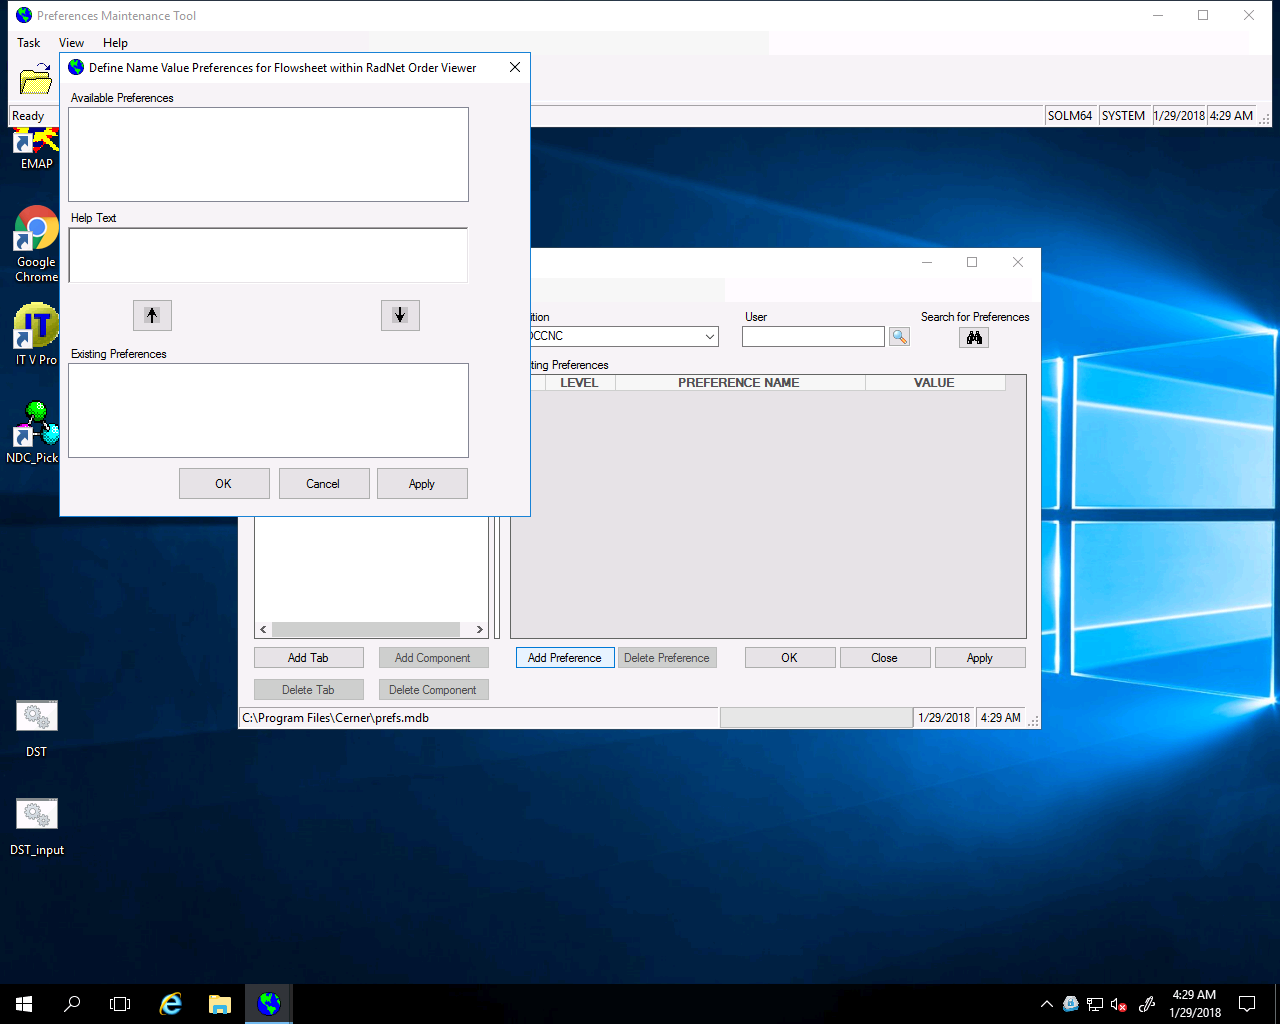 Preferences Maintenance Tool
Task View Help
Define Name Value Preferences for Flowsheet within RadNet Order Viewer
Available Preferences
Ready
SOLM64 SYSTEM 1/29/2018 4:29 AM
EMAP
Help Text
Google
Chrome
Existing Preferences
IT V Pro
NDC_Pick
OK Cancel Apply
ition
User
Search for Preferences
CCNC
ting Preferences
LEVEL PREFERENCE NAME VALUE
Add Tab Add Component Add Preference Delete Preference OK Close Apply
Delete Tab Delete Component
C:\Program Files\Cerner\prefs.mdb
1/29/2018 4:29 AM
DST
DST_input
4:29 AM
1/29/2018